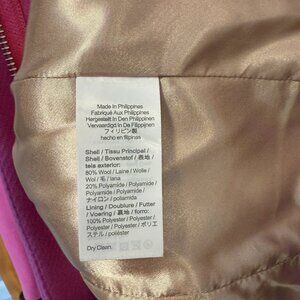 Made In Philippines
Fabriqué Aux Philippines
Hergestellt In Den Philippinen
Vervaardigd In De Filippijnen
フィリピン製
hecho en filipinas
Shell / Tissu Principal /
Shell / Bovenstof / 表地 /
teis exterior:
80% Wool / Laine / Wolle /
Wol / 毛 / lana
20% Polyamide / Polyamide /
Polyamid / Polyamide /
ナイロン / poliamida
Lining / Doublure / Futter
/ Voering / 裏地 / forro:
100% Polyester / Polyester /
Polyester / Polyester / ポリエ
ステル / poliéster
Dry Clean.